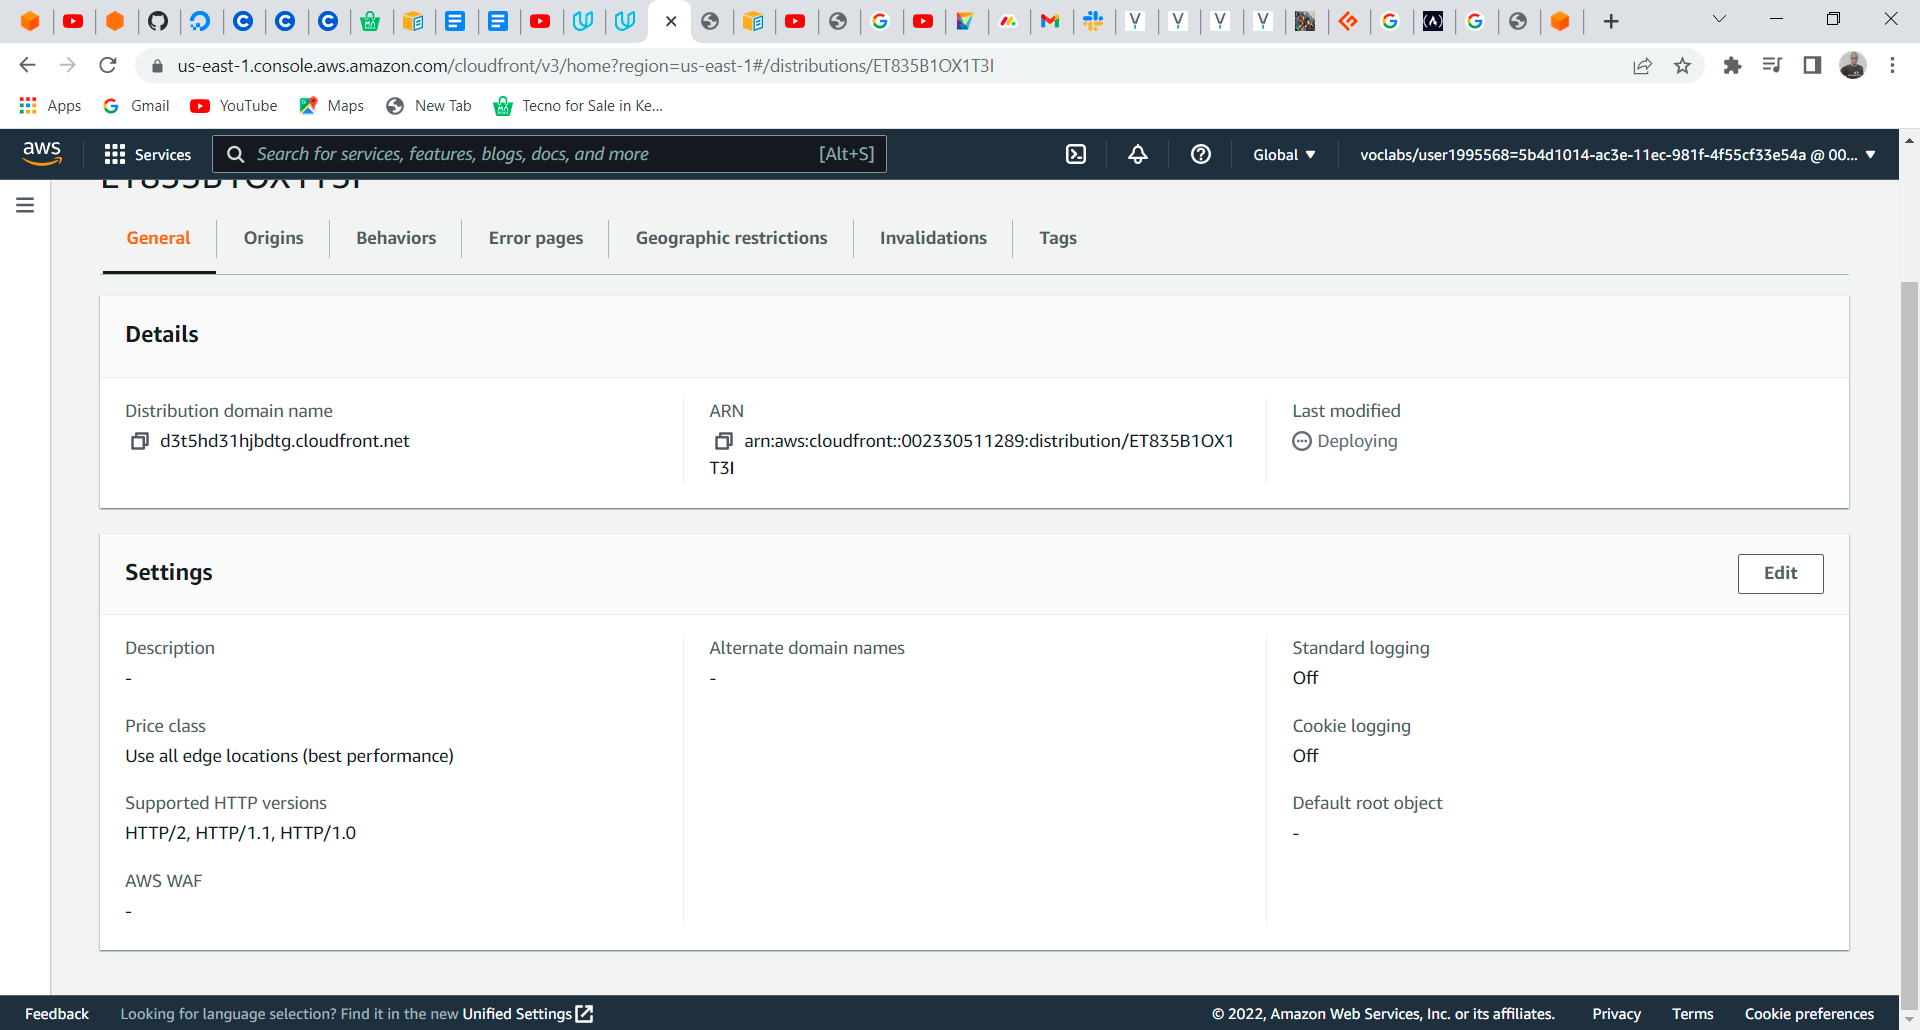 us-east-1.console.aws.amazon.com/cloudfront/v3/home?region=us-east-1#/distributions/ET835B1OX1T3I
Apps Gmail YouTube Maps New Tab Tecno for Sale in Ke...
aws Services Search for services, features, blogs, docs, and more [Alt+S] Global voclabs/user1995568=5b4d1014-ac3e-11ec-981f-4f55cf33e54a @ 00...
ET835B1OX1T3I
General Origins Behaviors Error pages Geographic restrictions Invalidations Tags
Details
Distribution domain name
d3t5hd31hjbdtg.cloudfront.net
ARN
arn:aws:cloudfront::002330511289:distribution/ET835B1OX1
T3I
Last modified
Deploying
Settings
Edit
Description
-
Price class
Use all edge locations (best performance)
Supported HTTP versions
HTTP/2, HTTP/1.1, HTTP/1.0
AWS WAF
-
Alternate domain names
-
Standard logging
Off
Cookie logging
Off
Default root object
-
Feedback Looking for language selection? Find it in the new Unified Settings © 2022, Amazon Web Services, Inc. or its affiliates. Privacy Terms Cookie preferences